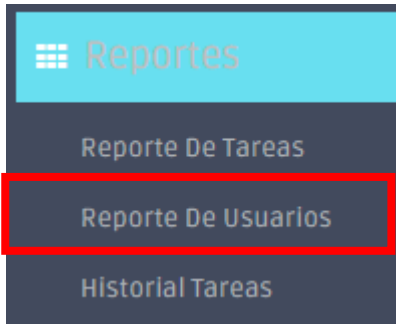 Reportes
Reporte De Tareas
Reporte De Usuarios
Historial Tareas